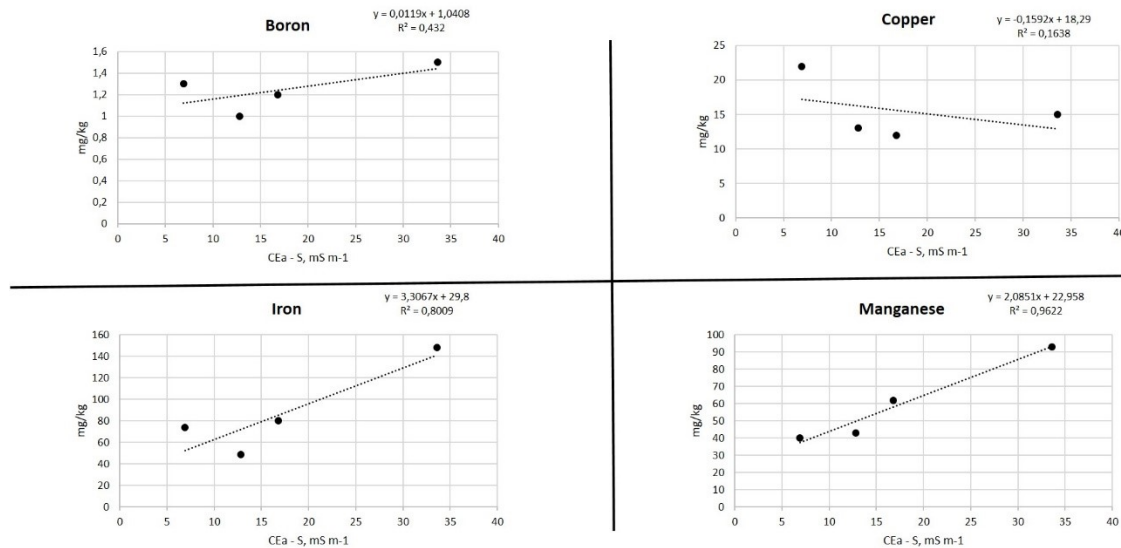 Boron
y = 0,0119x + 1,0408
R² = 0,432
1,6
1,4
1,2
1
0,8
0,6
0,4
0,2
0
mg/kg
0 5 10 15 20 25 30 35 40
CEa - S, mS m-1
Copper
y = -0,1592x + 18,29
R² = 0,1638
25
20
15
10
5
0
mg/kg
0 5 10 15 20 25 30 35 40
CEa - S, mS m-1
Iron
y = 3,3067x + 29,8
R² = 0,8009
160
140
120
100
80
60
40
20
0
mg/kg
0 5 10 15 20 25 30 35 40
CEa - S, mS m-1
Manganese
y = 2,0851x + 22,958
R² = 0,9622
100
90
80
70
60
50
40
30
20
10
0
mg/kg
0 5 10 15 20 25 30 35 40
CEa - S, mS m-1